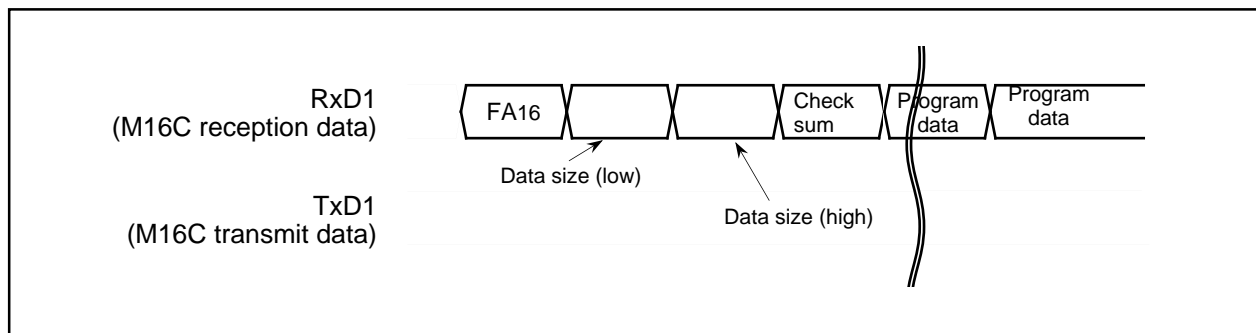 RxD1
(M16C reception data)
FA16
Check
sum
Program
data
Program
data
Data size (low)
Data size (high)
TxD1
(M16C transmit data)